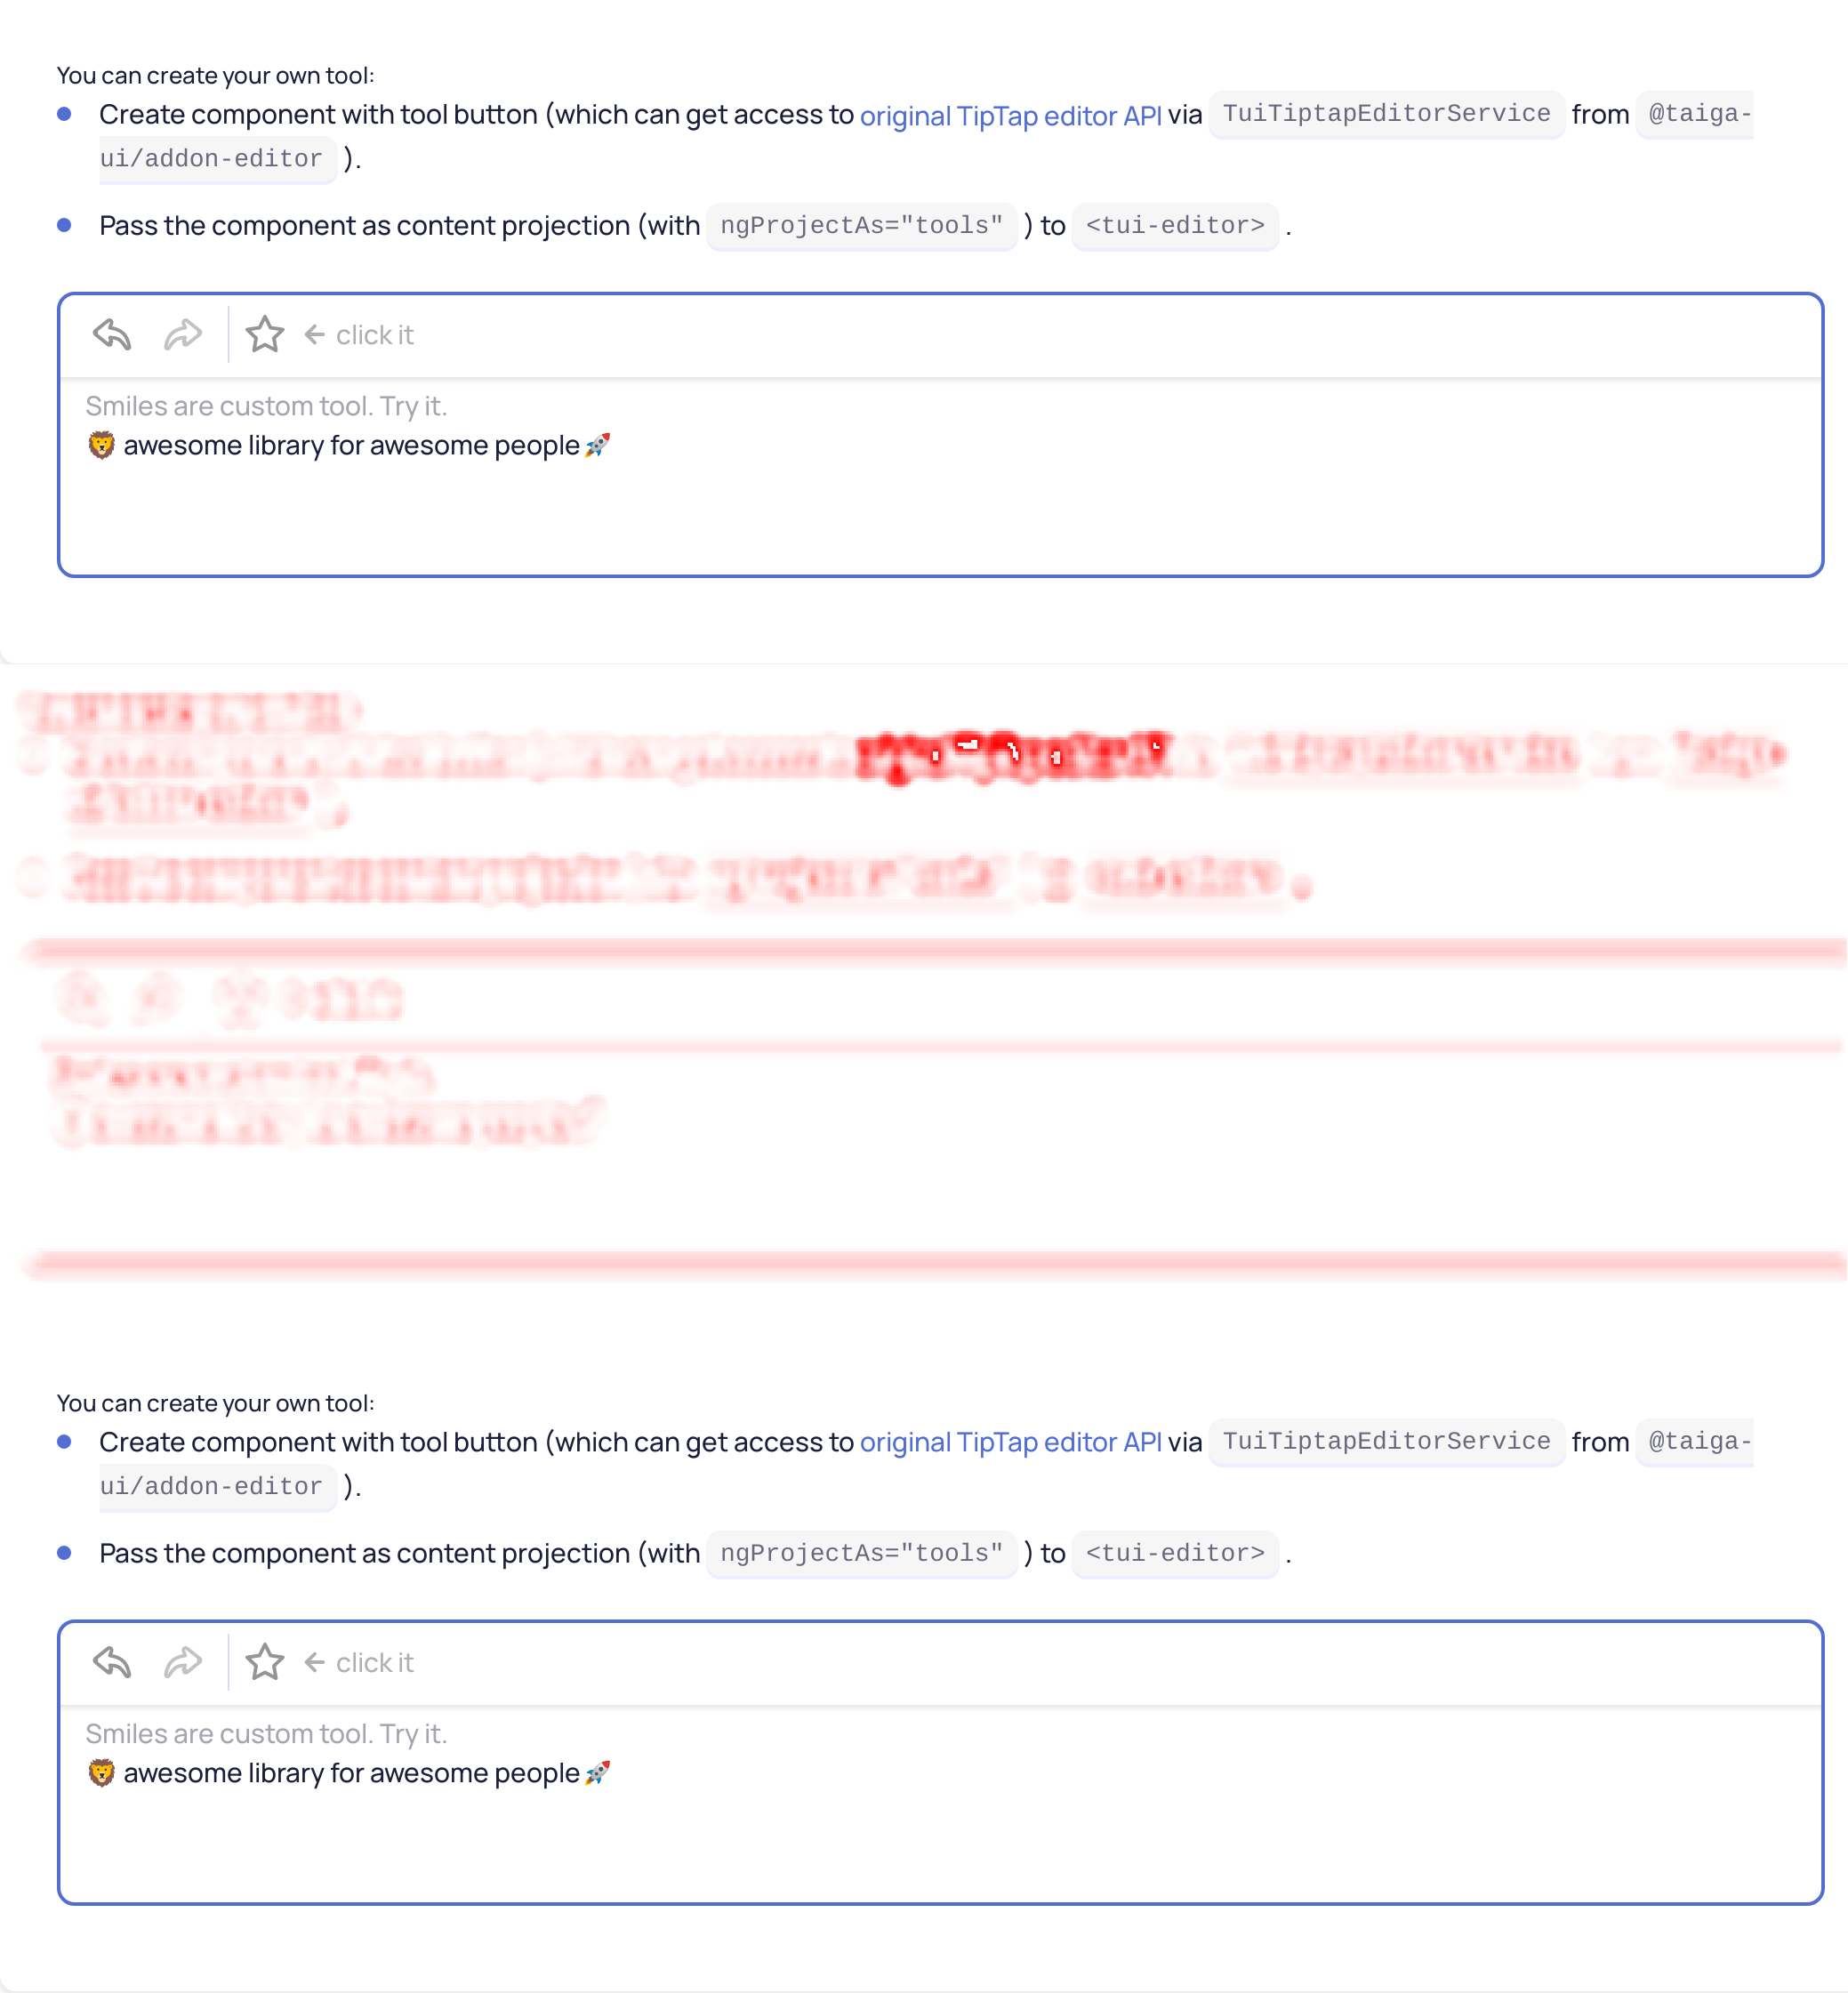 You can create your own tool:
Create component with tool button (which can get access to original TipTap editor API via TuiTiptapEditorService from @taiga-
ui/addon-editor ).
Pass the component as content projection (with ngProjectAs="tools" ) to <tui-editor> .
← click it
Smiles are custom tool. Try it.
🦁 awesome library for awesome people🚀
You can create your own tool:
Create component with tool button (which can get access to original TipTap editor API via TuiTiptapEditorService from @taiga-
ui/addon-editor ).
Pass the component as content projection (with ngProjectAs="tools" ) to <tui-editor> .
← click it
Smiles are custom tool. Try it.
🦁 awesome library for awesome people🚀